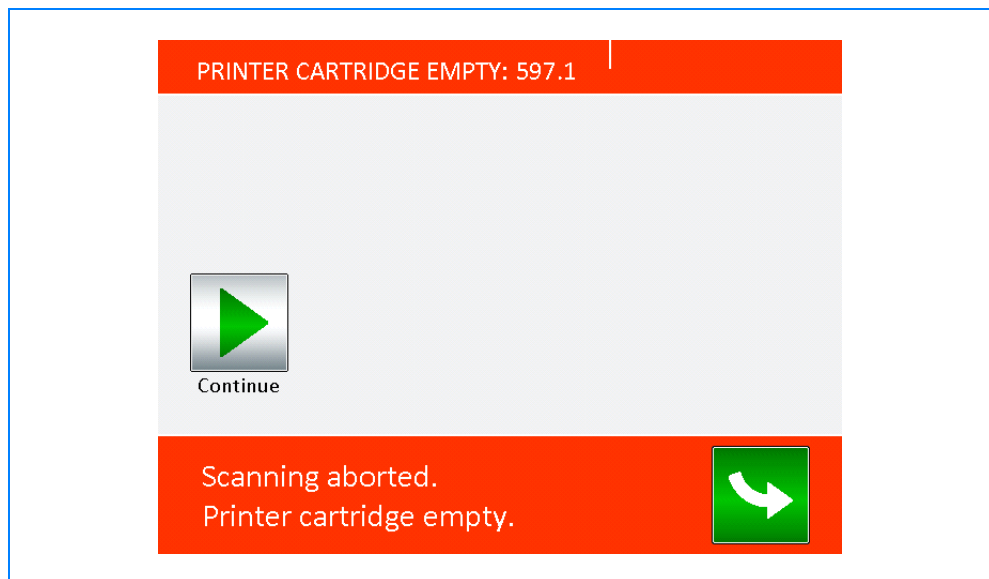 PRINTER CARTRIDGE EMPTY: 597.1
Continue
Scanning aborted.
Printer cartridge empty.